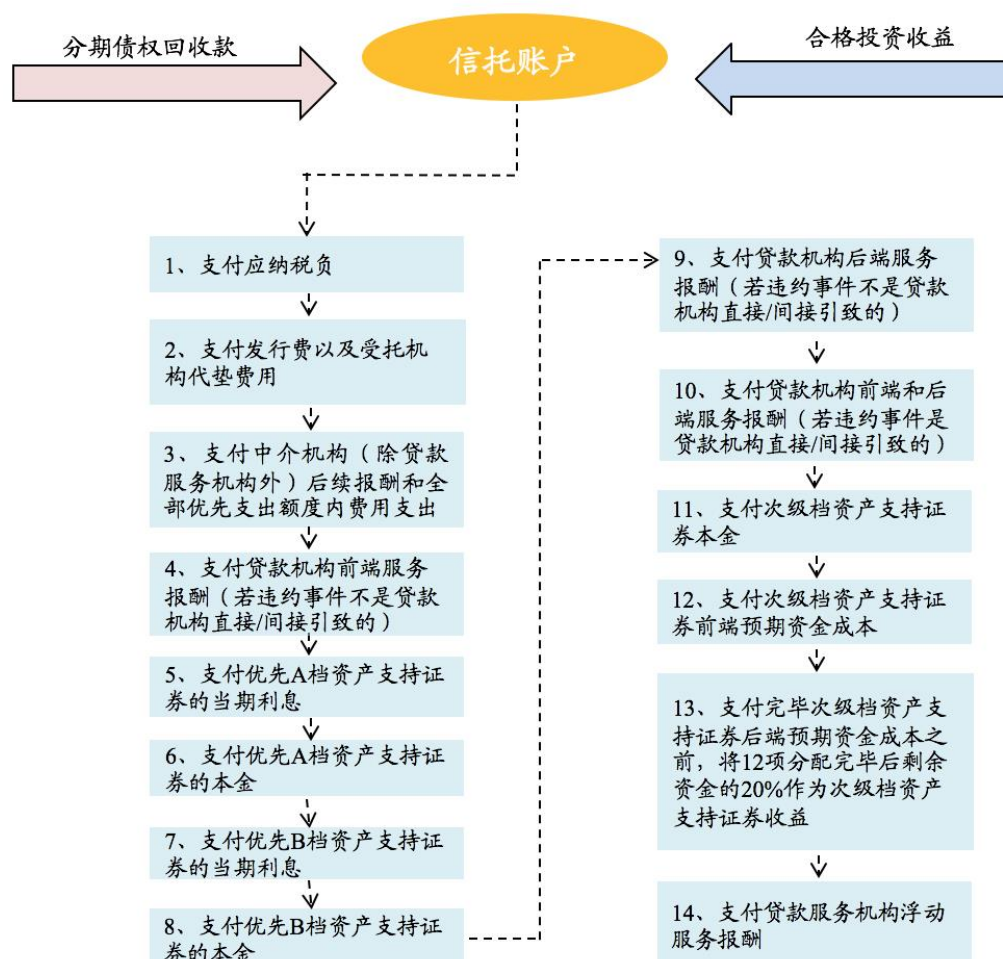 分期债权回收款
信托账户
合格投资收益
1、支付应纳税负
2、支付发行费以及受托机
构代垫费用
3、支付中介机构（除贷款
服务机构外）后续报酬和全
部优先支出额度内费用支出
4、支付贷款机构前端服务
报酬（若违约事件不是贷款
机构直接/间接引致的）
5、支付优先A档资产支持证
券的当期利息
6、支付优先A档资产支持证
券的本金
7、支付优先B档资产支持证
券的当期利息
8、支付优先B档资产支持证
券的本金
9、支付贷款机构后端服务
报酬（若违约事件不是贷款
机构直接/间接引致的）
10、支付贷款机构前端和后
端服务报酬（若违约事件是
贷款机构直接/间接引致的）
11、支付次级档资产支持证
券本金
12、支付次级档资产支持证
券前端预期资金成本
13、支付完毕次级档资产支
持证券后端预期资金成本之
前，将12项分配完毕后剩余
资金的20%作为次级档资产
支持证券收益
14、支付贷款服务机构浮动
服务报酬